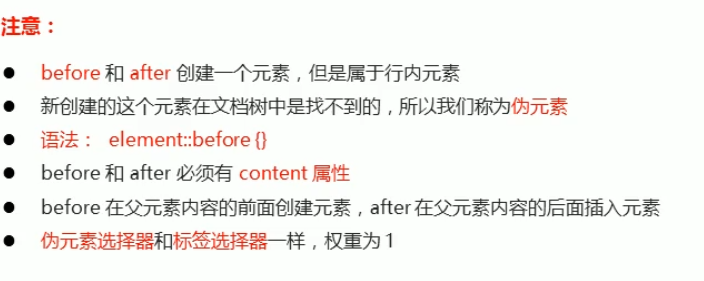 注意：
● before 和 after 创建一个元素，但是属于行内元素
● 新创建的这个元素在文档树中是找不到的，所以我们称为伪元素
● 语法： element::before {}
● before 和 after 必须有 content 属性
● before 在父元素内容的前面创建元素，after 在父元素内容的后面插入元素
● 伪元素选择器和标签选择器一样，权重为 1